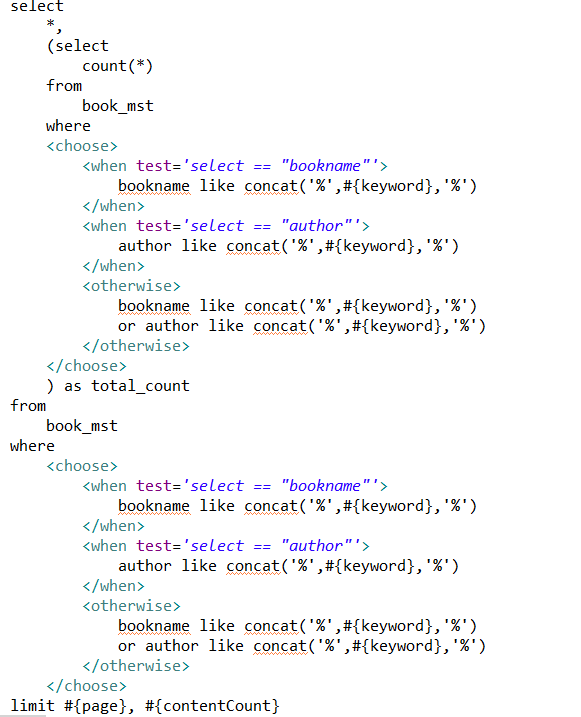 select
    *,
    (select
        count(*)
    from
        book_mst
    where
    <choose>
        <when test='select == "bookname"'>
            bookname like concat('%',#{keyword},'%')
        </when>
        <when test='select == "author"'>
            author like concat('%',#{keyword},'%')
        </when>
        <otherwise>
            bookname like concat('%',#{keyword},'%')
            or author like concat('%',#{keyword},'%')
        </otherwise>
    </choose>
    ) as total_count
from
    book_mst
where
    <choose>
        <when test='select == "bookname"'>
            bookname like concat('%',#{keyword},'%')
        </when>
        <when test='select == "author"'>
            author like concat('%',#{keyword},'%')
        </when>
        <otherwise>
            bookname like concat('%',#{keyword},'%')
            or author like concat('%',#{keyword},'%')
        </otherwise>
    </choose>
limit #{page}, #{contentCount}